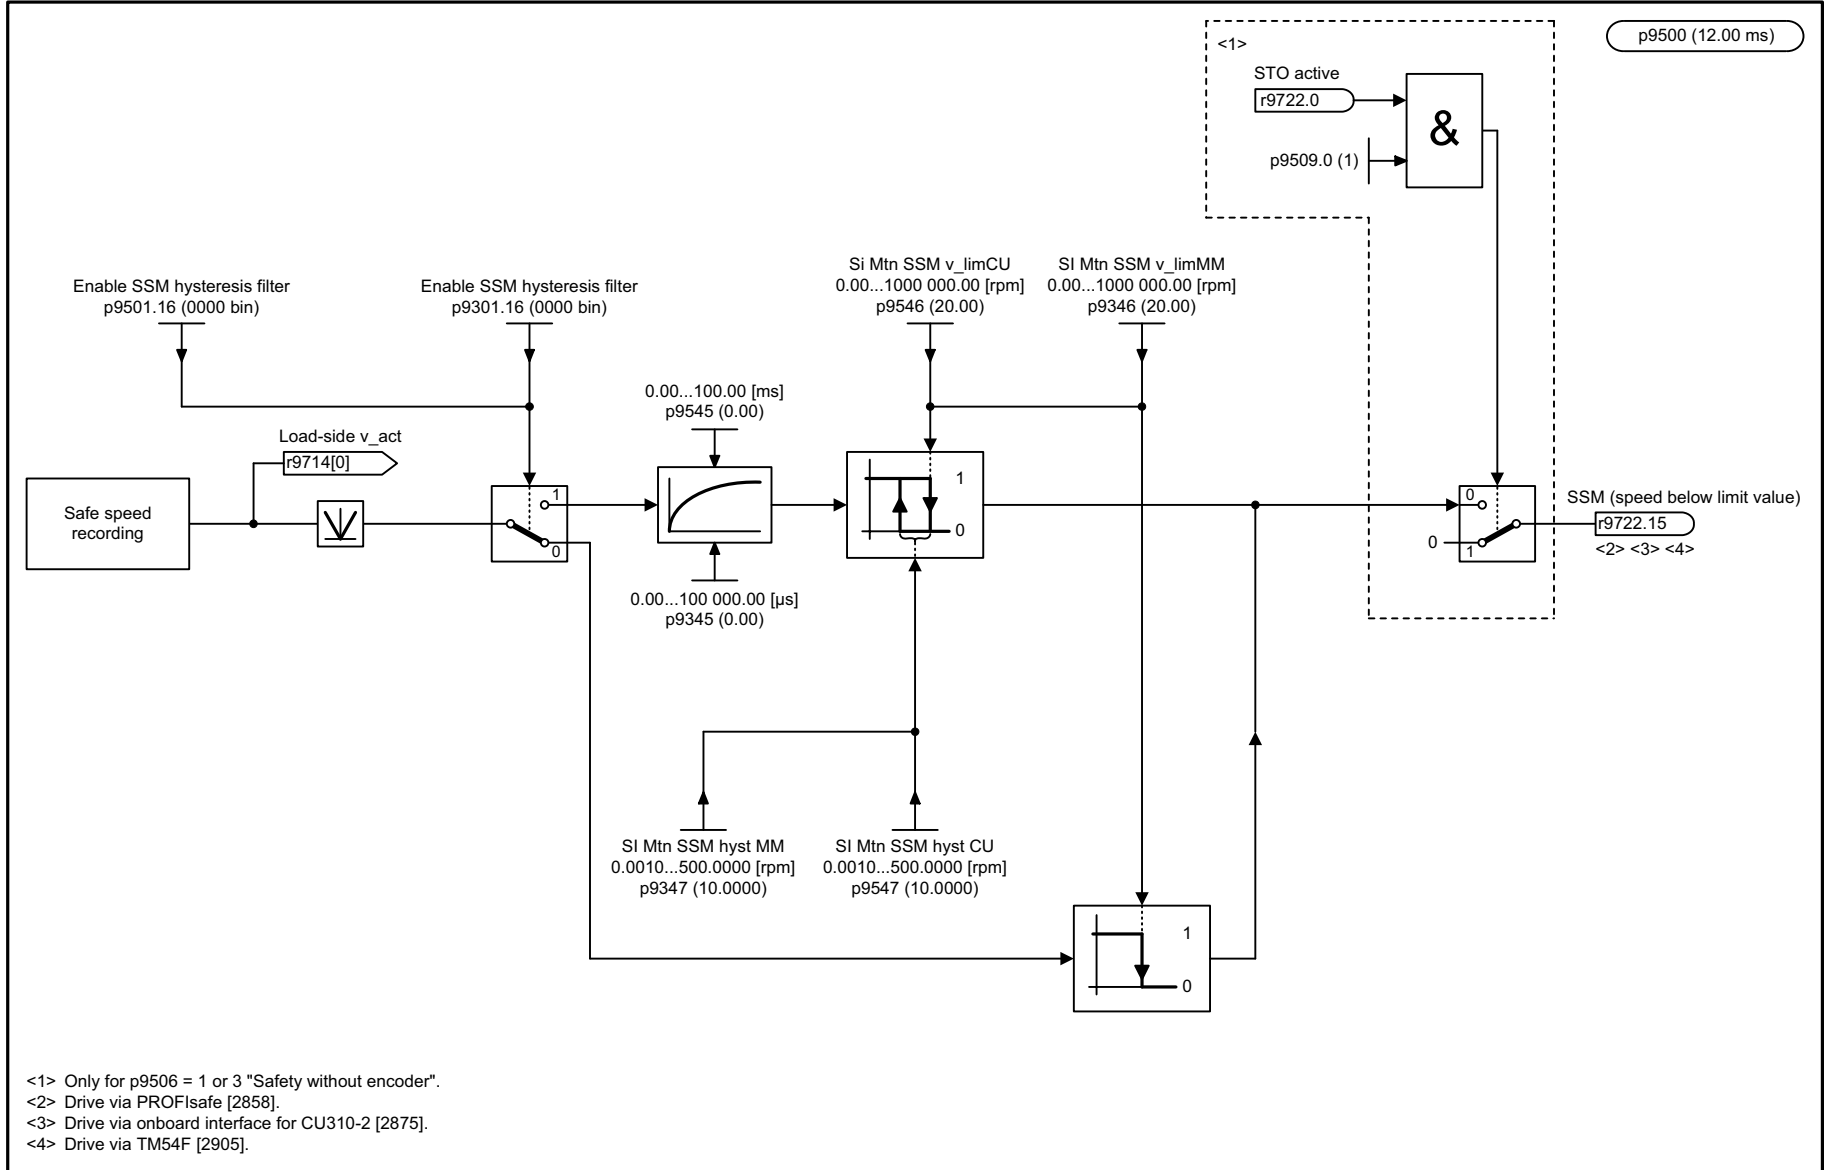 <1>
p9500 (12.00 ms)
STO active
r9722.0
&
p9509.0 (1)
Enable SSM hysteresis filter
p9501.16 (0000 bin)
Enable SSM hysteresis filter
p9301.16 (0000 bin)
Si Mtn SSM v_limCU
0.00...1000 000.00 [rpm]
p9546 (20.00)
SI Mtn SSM v_limMM
0.00...1000 000.00 [rpm]
p9346 (20.00)
0.00...100.00 [ms]
p9545 (0.00)
Load-side v_act
r9714[0]
Safe speed
recording
1
0
1
0
0.00...100 000.00 [µs]
p9345 (0.00)
0
0
1
SSM (speed below limit value)
r9722.15
<2> <3> <4>
SI Mtn SSM hyst MM
0.0010...500.0000 [rpm]
p9347 (10.0000)
SI Mtn SSM hyst CU
0.0010...500.0000 [rpm]
p9547 (10.0000)
1
0
<1> Only for p9506 = 1 or 3 "Safety without encoder".
<2> Drive via PROFIsafe [2858].
<3> Drive via onboard interface for CU310-2 [2875].
<4> Drive via TM54F [2905].